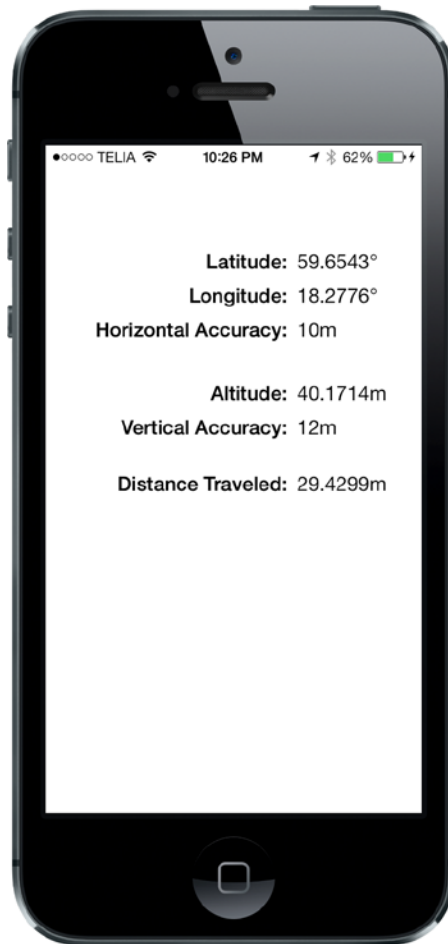 TELIA 10:26 PM 62%
Latitude: 59.6543°
Longitude: 18.2776°
Horizontal Accuracy: 10m
Altitude: 40.1714m
Vertical Accuracy: 12m
Distance Traveled: 29.4299m